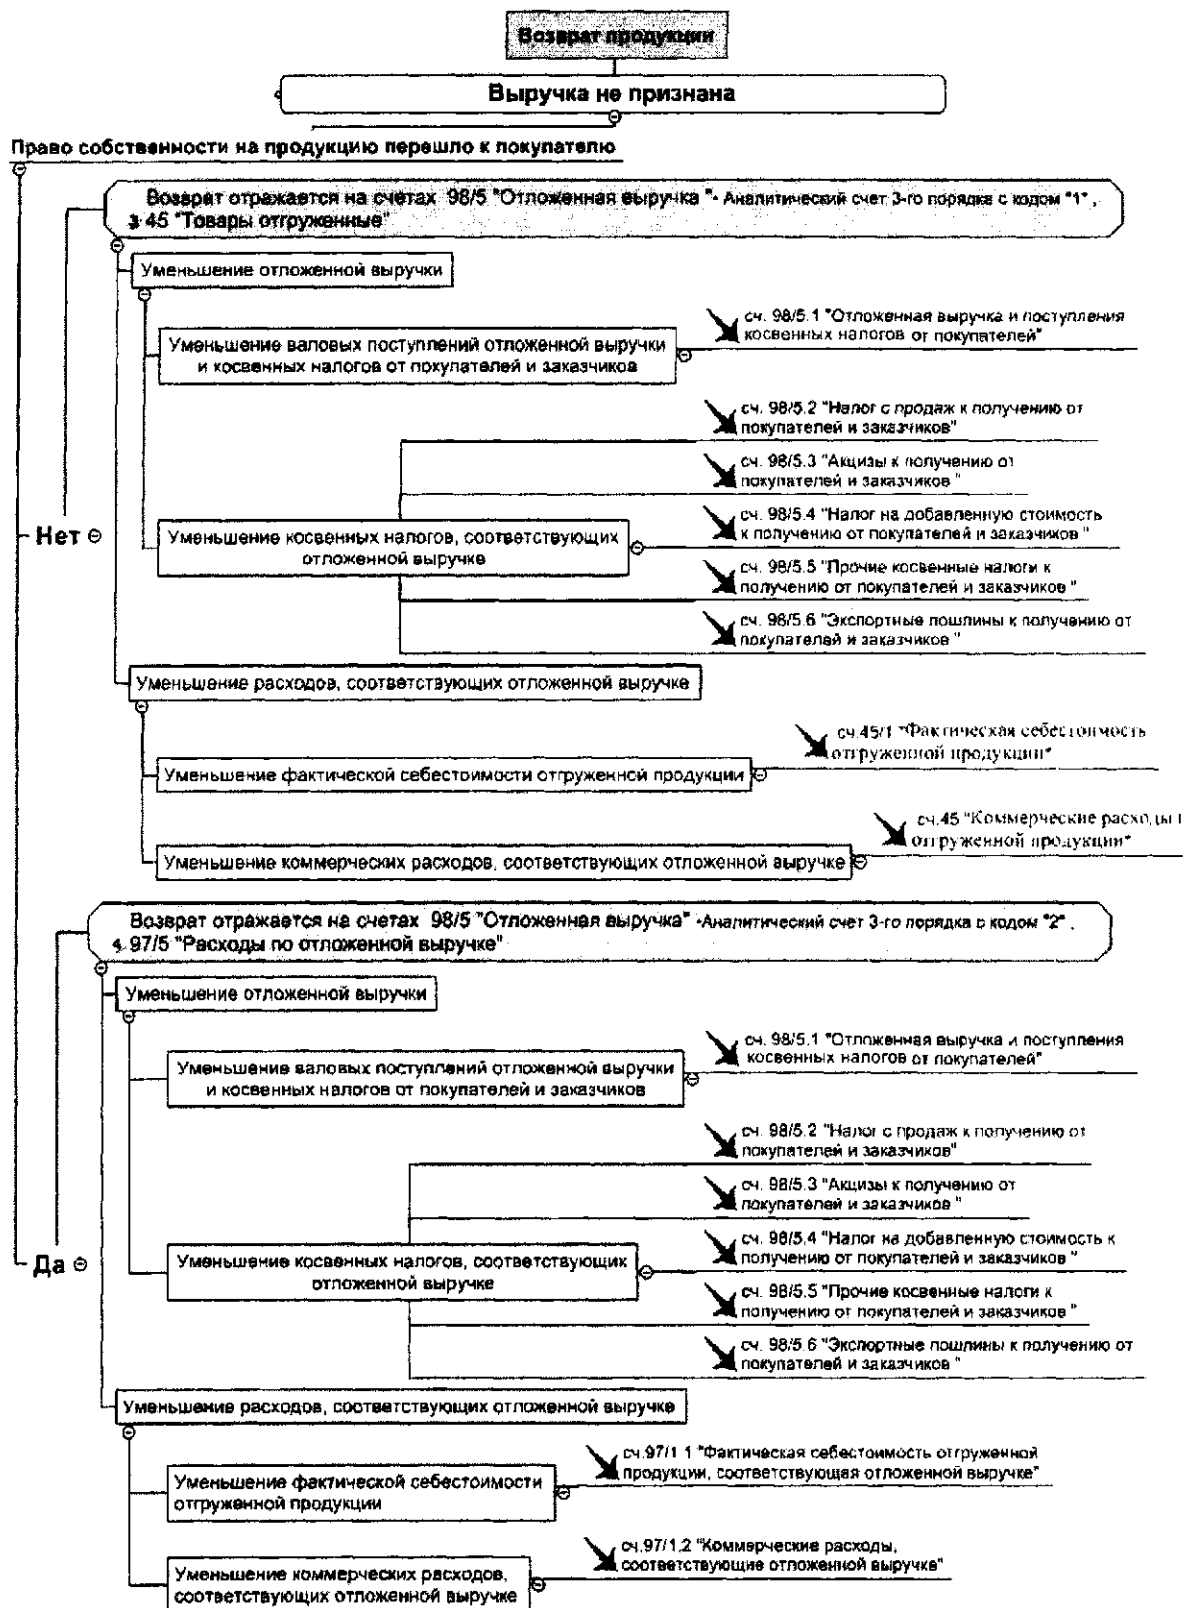 Возврат продукции
Выручка не признана
Право собственности на продукцию перешло к покупателю
Возврат отражается на счетах 98/5 "Отложенная выручка "- Аналитический счет 3-го порядка с кодом "1" ,
45 "Товары отгруженные"
Уменьшение отложенной выручки
сч. 98/5.1 "Отложенная выручка и поступления
косвенных налогов от покупателей"
Уменьшение валовых поступлений отложенной выручки
и косвенных налогов от покупателей и заказчиков
сч. 98/5.2 "Налог с продаж к получению от
покупателей и заказчиков"
сч. 98/5.3 "Акцизы к получению от
покупателей и заказчиков "
Нет
Уменьшение косвенных налогов, соответствующих
отложенной выручке
сч. 98/5.4 "Налог на добавленную стоимость
к получению от покупателей и заказчиков "
сч. 98/5.5 "Прочие косвенные налоги к
получению от покупателей и заказчиков "
сч. 98/5.6 "Экспортные пошлины к получению от
покупателей и заказчиков "
Уменьшение расходов, соответствующих отложенной выручке
сч.45/1 "Фактическая себестоимость
отгруженной продукции"
Уменьшение фактической себестоимости отгруженной продукции
сч.45 "Коммерческие расходы
отгруженной продукции"
Уменьшение коммерческих расходов, соответствующих отложенной выручке
Возврат отражается на счетах 98/5 "Отложенная выручка" -Аналитический счет 3-го порядка с кодом "2" ,
97/5 "Расходы по отложенной выручке"
Уменьшение отложенной выручки
сч. 98/5.1 "Отложенная выручка и поступления
косвенных налогов от покупателей"
Уменьшение валовых поступлений отложенной выручки
и косвенных налогов от покупателей и заказчиков
сч. 98/5.2 "Налог с продаж к получению от
покупателей и заказчиков"
сч. 98/5.3 "Акцизы к получению от
покупателей и заказчиков "
Да
Уменьшение косвенных налогов, соответствующих
отложенной выручке
сч. 98/5.4 "Налог на добавленную стоимость к
получению от покупателей и заказчиков "
сч. 98/5.5 "Прочие косвенные налоги к
получению от покупателей и заказчиков "
сч. 98/5.6 "Экспортные пошлины к получению от
покупателей и заказчиков "
Уменьшение расходов, соответствующих отложенной выручке
сч.97/1.1 "Фактическая себестоимость отгруженной
продукции, соответствующая отложенной выручке"
Уменьшение фактической себестоимости
отгруженной продукции
сч.97/1.2 "Коммерческие расходы,
соответствующие отложенной выручке"
Уменьшение коммерческих расходов,
соответствующих отложенной выручке